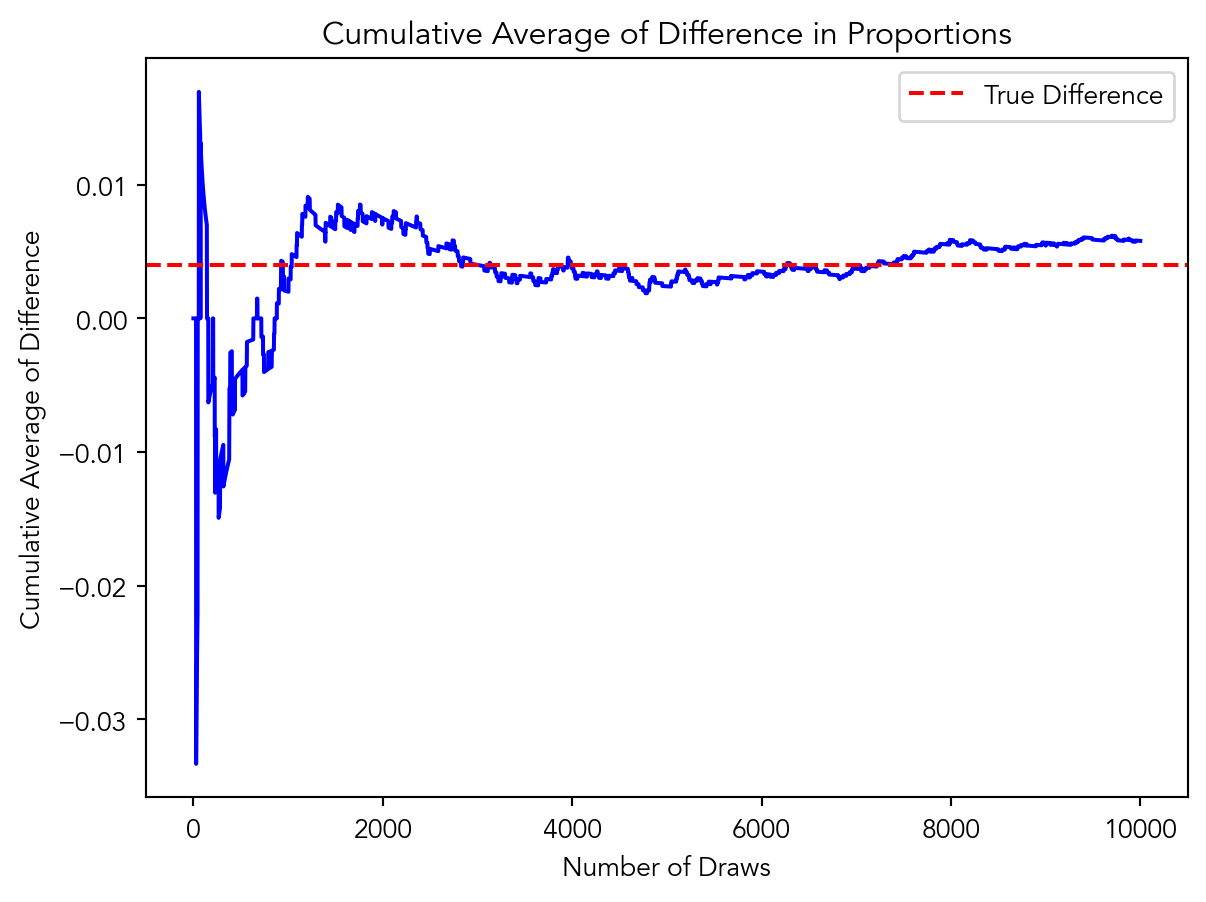 Cumulative Average of Difference in Proportions
True Difference
Cumulative Average of Difference
0.01
0.00
−0.01
−0.02
−0.03
0
2000
4000
6000
8000
10000
Number of Draws